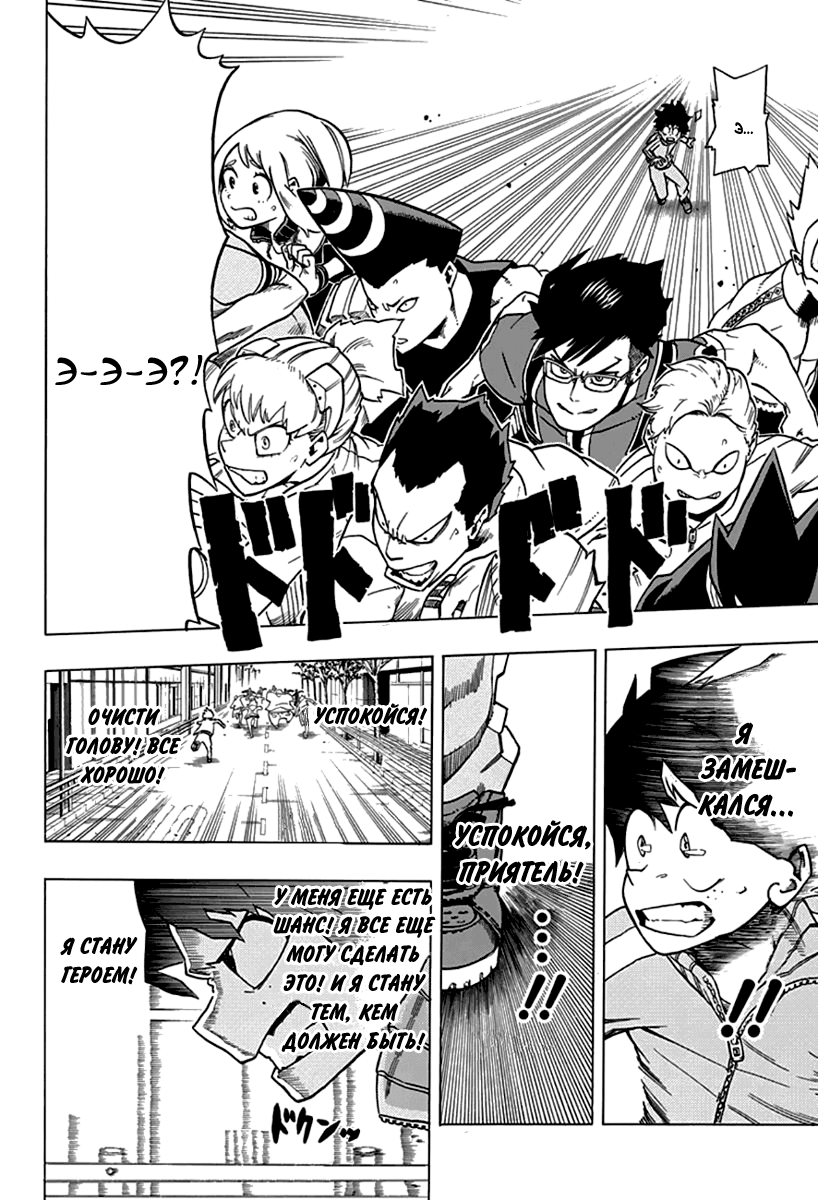 Э...
Э-Э-Э?!
ドドドド
Я
ЗАМЕШ-
КАЛСЯ...
!!
УСПОКОЙСЯ,
ПРИЯТЕЛЬ!
...!!
УСПОКОЙСЯ!
ОЧИСТИ
ГОЛОВУ! ВСЕ
ХОРОШО!
У МЕНЯ ЕЩЕ ЕСТЬ
ШАНС! Я ВСЕ ЕЩЕ
МОГУ СДЕЛАТЬ
ЭТО! И Я СТАНУ
ТЕМ, КЕМ
ДОЛЖЕН БЫТЬ!
Я СТАНУ
ГЕРОЕМ!
ドクンッ